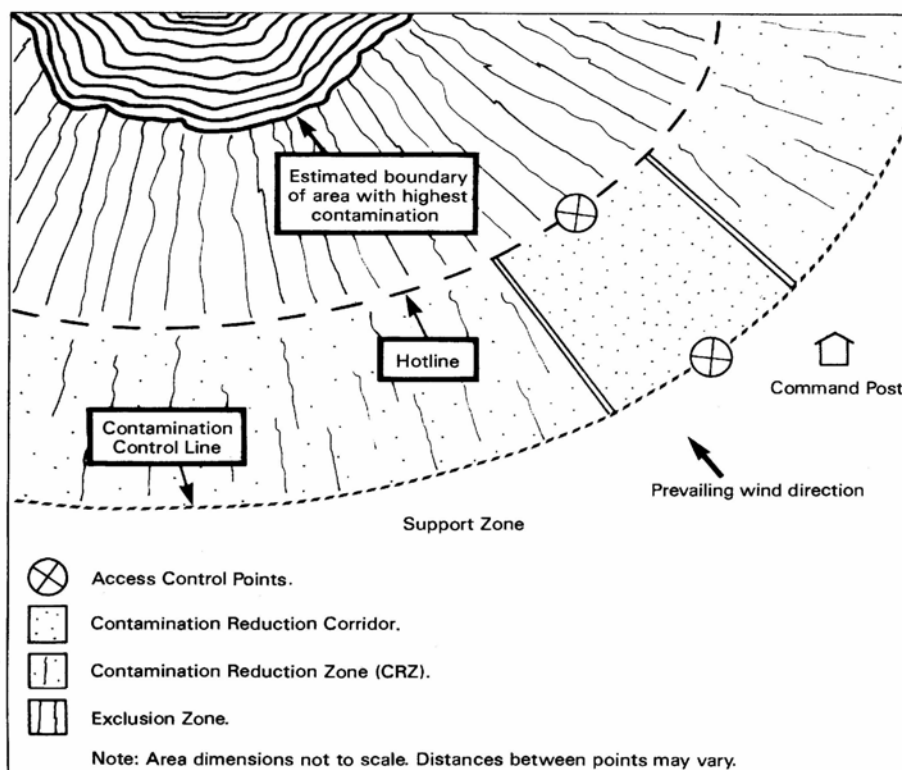 Estimated boundary
of area with highest
contamination
Hotline
Command Post
Contamination
Control Line
Prevailing wind direction
Support Zone
Access Control Points.
Contamination Reduction Corridor.
Contamination Reduction Zone (CRZ).
Exclusion Zone.
Note: Area dimensions not to scale. Distances between points may vary.